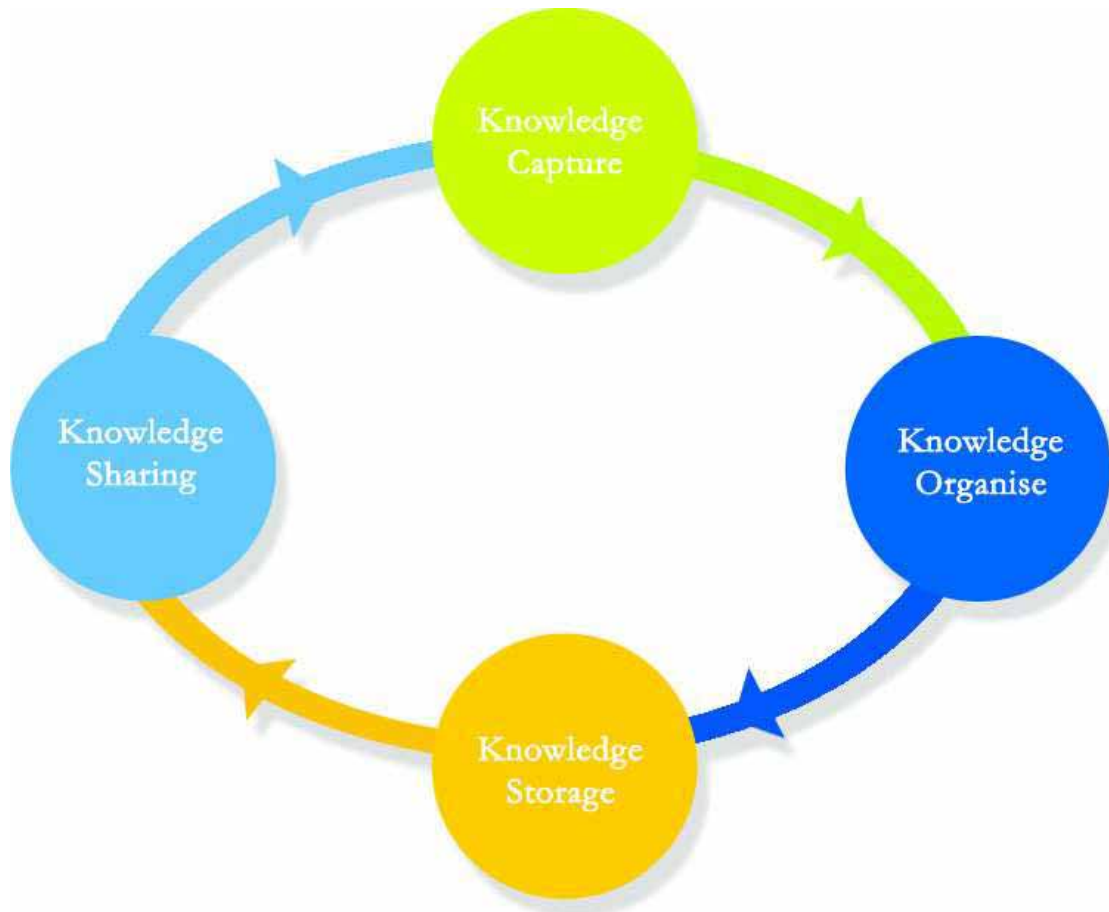 Knowledge
Capture
Knowledge
Organise
Knowledge
Storage
Knowledge
Sharing